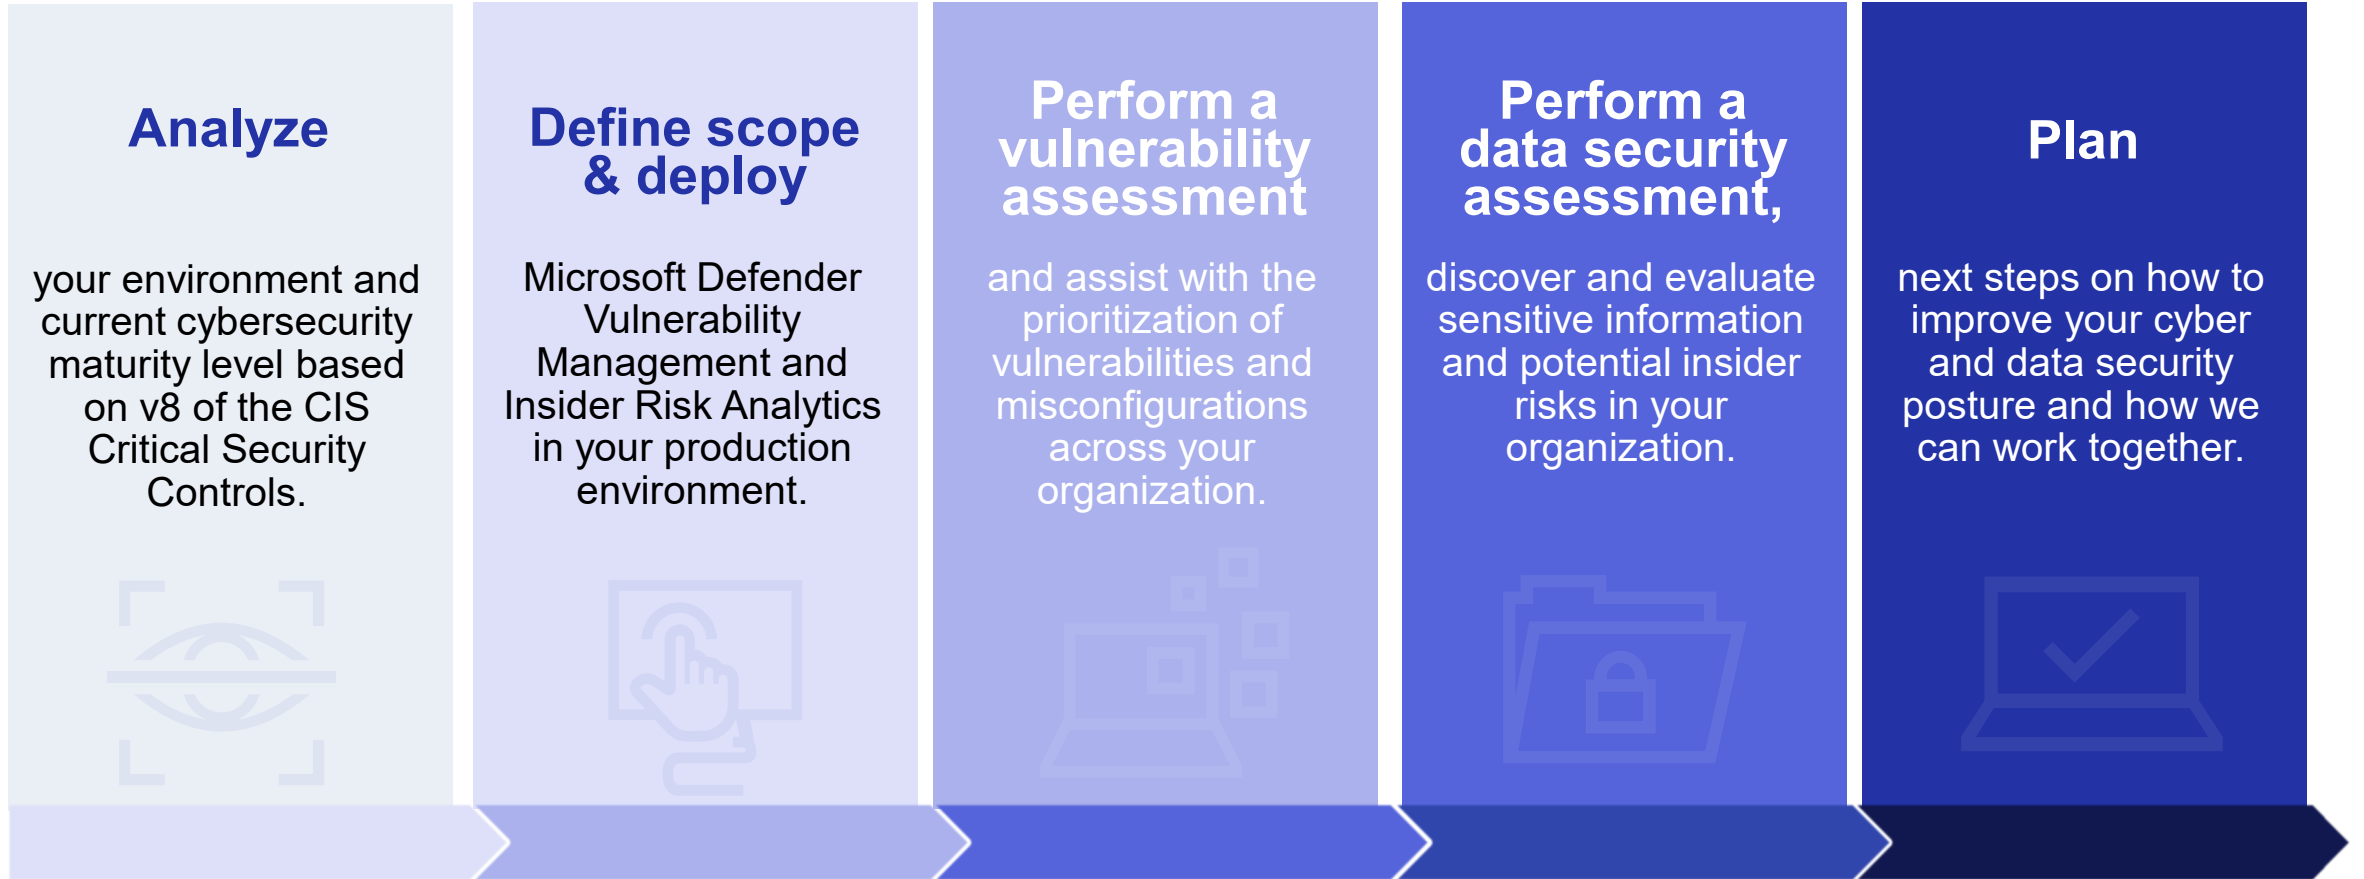 Analyze
your environment and
current cybersecurity
maturity level based
on v8 of the CIS
Critical Security
Controls.
Define scope
& deploy
Microsoft Defender
Vulnerability
Management and
Insider Risk Analytics
in your production
environment.
Perform a
vulnerability
assessment
and assist with the
prioritization of
vulnerabilities and
misconfigurations
across your
organization.
Perform a
data security
assessment,
discover and evaluate
sensitive information
and potential insider
risks in your
organization.
Plan
next steps on how to
improve your cyber
and data security
posture and how we
can work together.